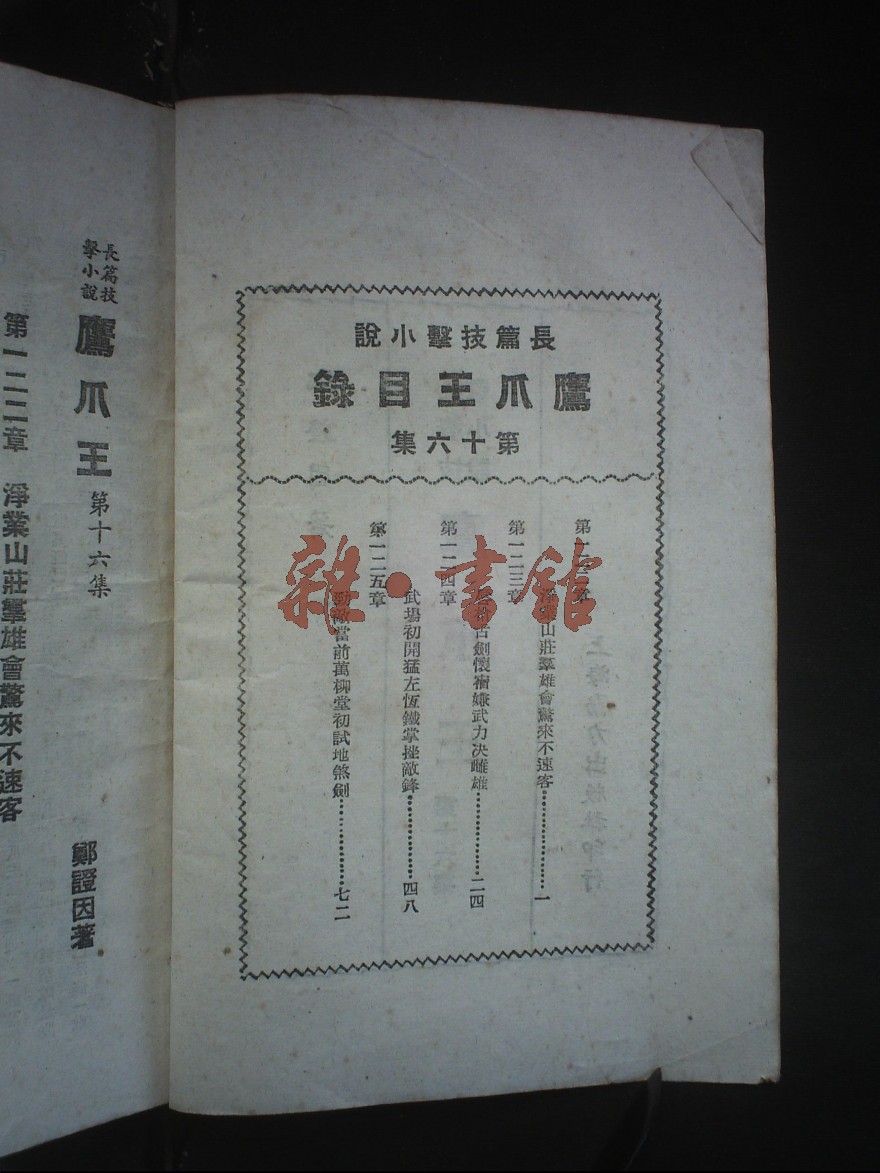 長篇技擊小說
鷹爪王目錄
第十六集
第一二二章
淨業山莊羣雄會驚來不速客…………一
第一二三章
古劍懷宿嫌武力决雌雄…………二四
第一二四章
武塲初開猛左恆鐵掌挫敵鋒…………四八
第一二五章
勁敵當前萬柳堂初試地煞劍…………七二
長篇技擊小說
鷹爪王 第十六集
鄭證因著
第一二二章 淨業山莊羣雄會驚來不速客
雜·書館